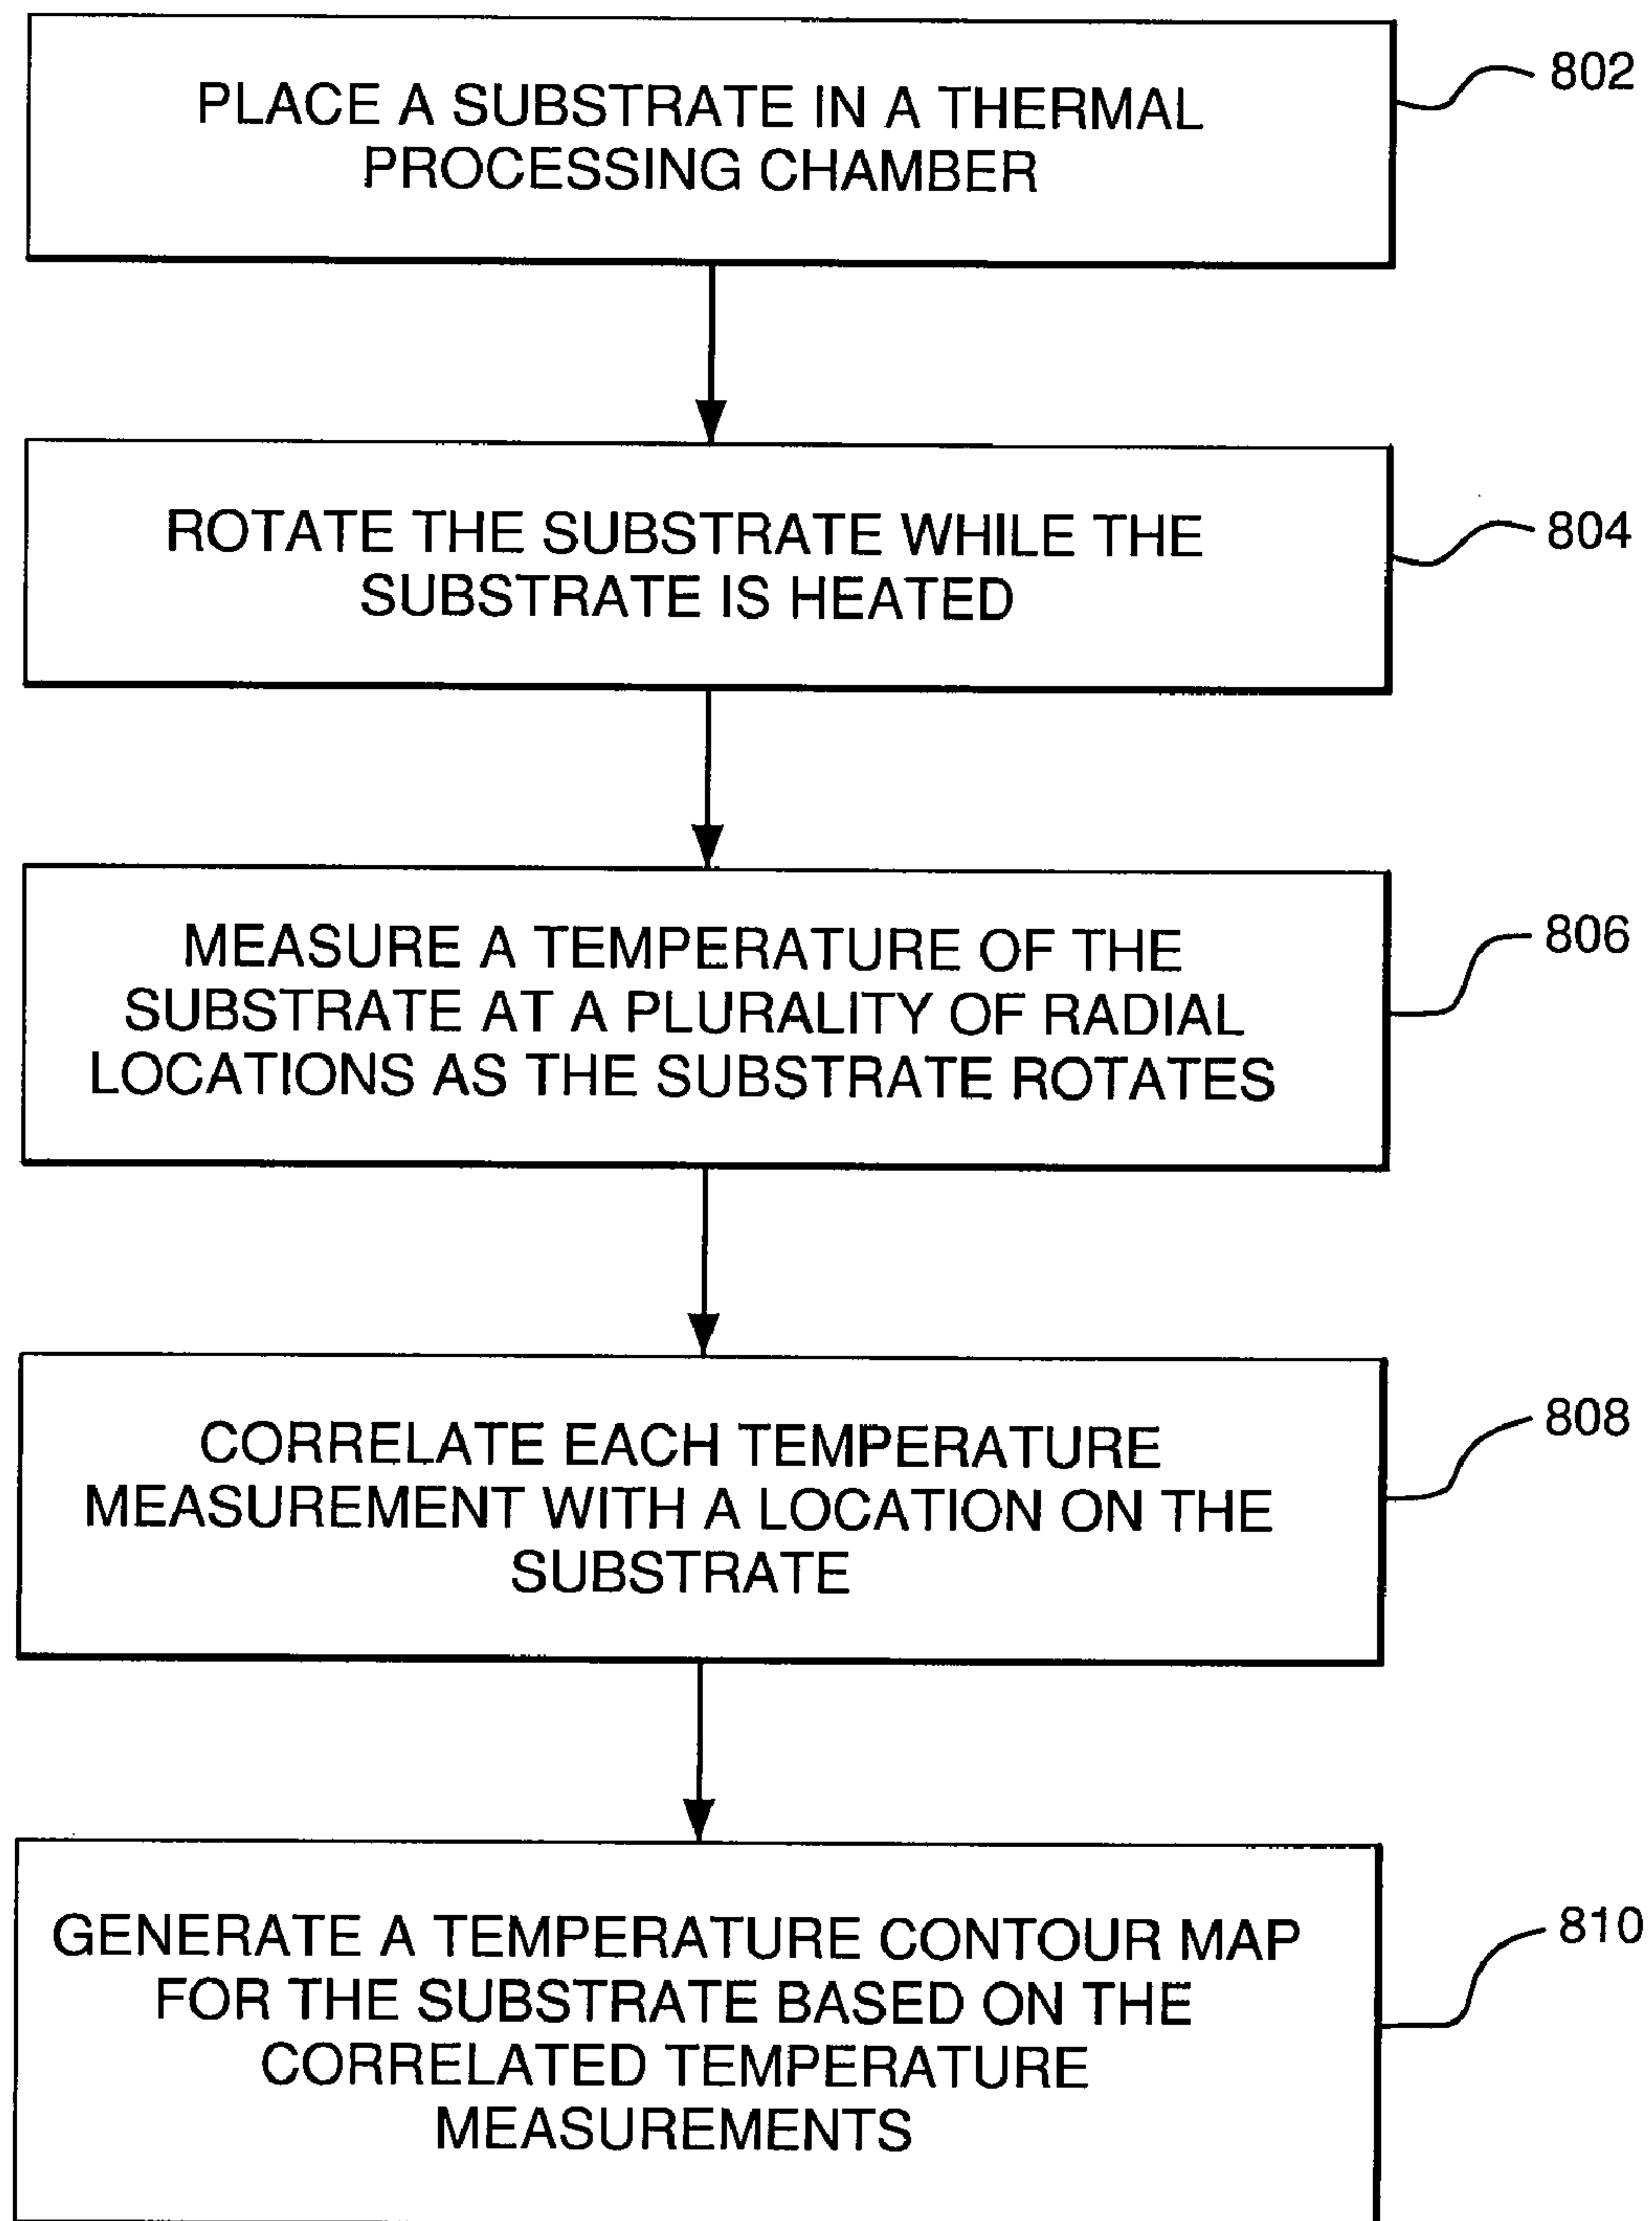 PLACE A SUBSTRATE IN A THERMAL
PROCESSING CHAMBER
802
ROTATE THE SUBSTRATE WHILE THE
SUBSTRATE IS HEATED
804
MEASURE A TEMPERATURE OF THE
SUBSTRATE AT A PLURALITY OF RADIAL
LOCATIONS AS THE SUBSTRATE ROTATES
806
CORRELATE EACH TEMPERATURE
MEASUREMENT WITH A LOCATION ON THE
SUBSTRATE
808
GENERATE A TEMPERATURE CONTOUR MAP
FOR THE SUBSTRATE BASED ON THE
CORRELATED TEMPERATURE
MEASUREMENTS
810